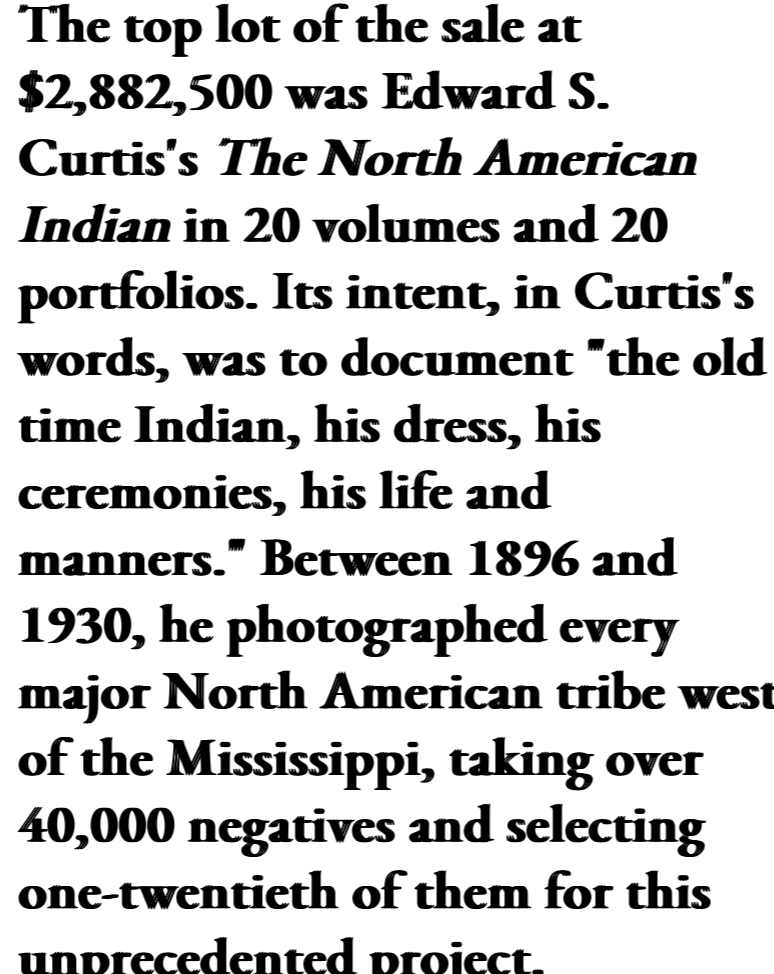 The top lot of the sale at
$2,882,500 was Edward S.
Curtis's The North American
Indian in 20 volumes and 20
portfolios. Its intent, in Curtis's
words, was to document "the old
time Indian, his dress, his
ceremonies, his life and
manners." Between 1896 and
1930, he photographed every
major North American tribe west
of the Mississippi, taking over
40,000 negatives and selecting
one-twentieth of them for this
unprecedented project.